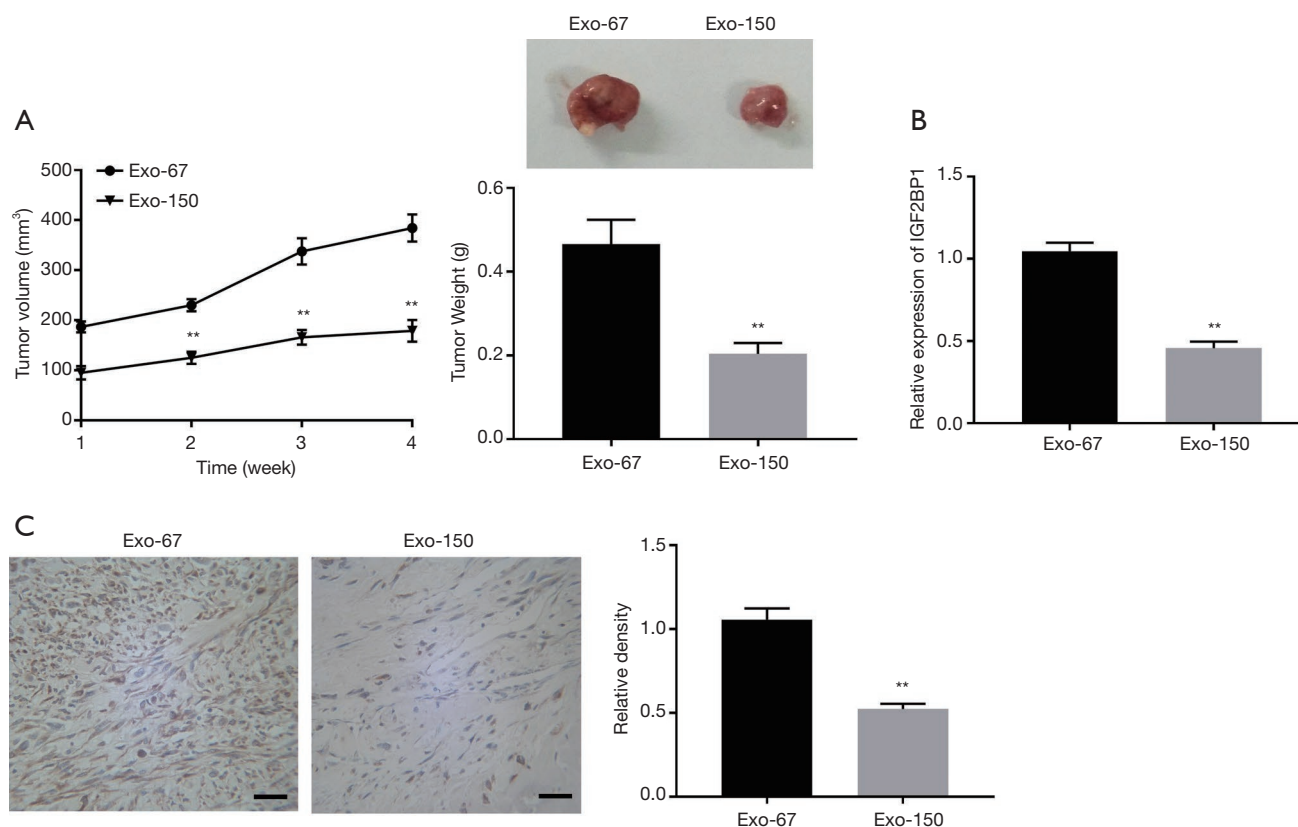 Exo-67 Exo-150
A
500
400
300
200
100
0
Tumor volume (mm³)
Exo-67
Exo-150
**
**
**
1 2 3 4
Time (week)
0.6
0.4
0.2
0.0
Tumor Weight (g)
**
Exo-67 Exo-150
B
1.5
1.0
0.5
0.0
Relative expression of IGF2BP1
**
Exo-67 Exo-150
C
Exo-67 Exo-150
1.5
1.0
0.5
0.0
Relative density
**
Exo-67 Exo-150